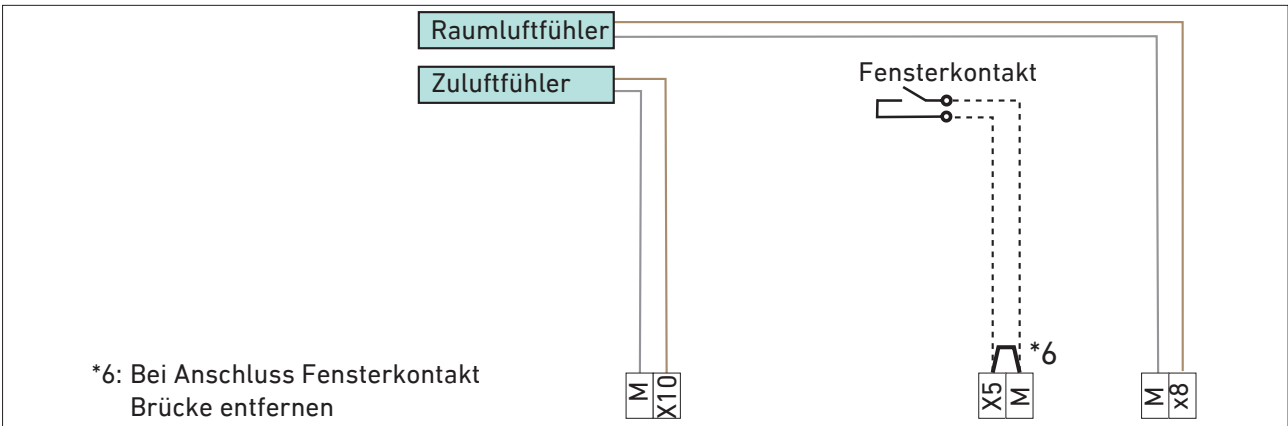 Raumluftfühler
Zuluftfühler
Fensterkontakt
*6
*6: Bei Anschluss Fensterkontakt
Brücke entfernen
M
X10
X5
M
M
x8